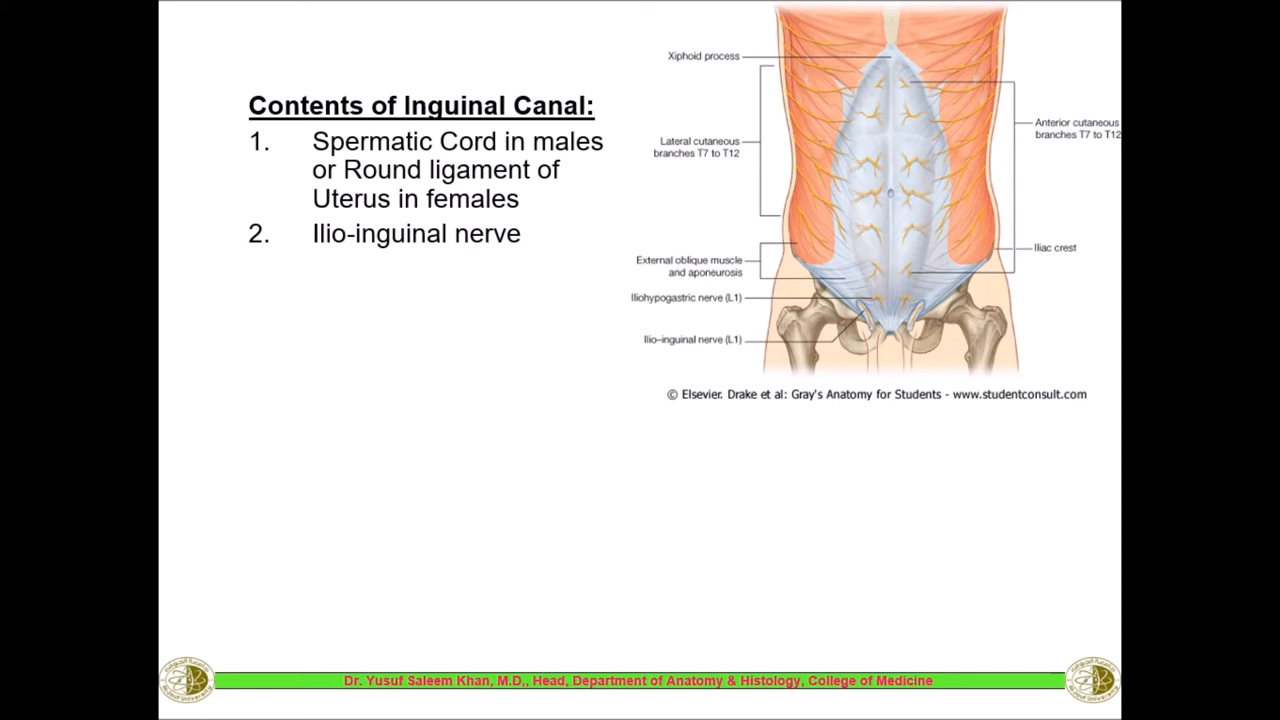 Contents of Inguinal Canal:
1. Spermatic Cord in males
or Round ligament of
Uterus in females
2. Ilio-inguinal nerve
Xiphoid process
Lateral cutaneous
branches T7 to T12
External oblique muscle
and aponeurosis
Iliohypogastric nerve (L1)
Ilio–inguinal nerve (L1)
Anterior cutaneous
branches T7 to T12
Iliac crest
© Elsevier. Drake et al: Gray's Anatomy for Students - www.studentconsult.com
Dr. Yusuf Saleem Khan, M.D,, Head, Department of Anatomy & Histology, College of Medicine